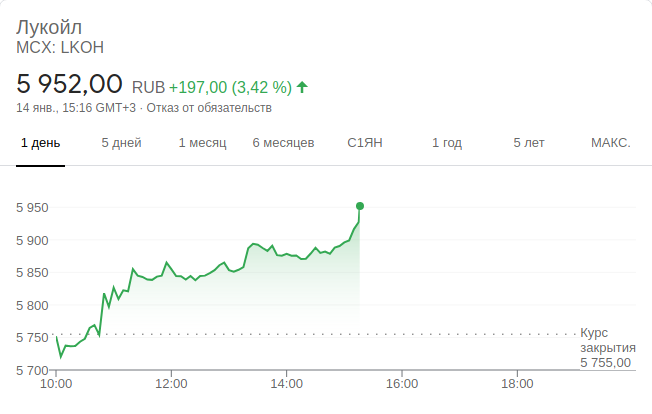 Лукойл
MCX: LKOH
5 952,00 RUB +197,00 (3,42 %)
14 янв., 15:16 GMT+3 · Отказ от обязательств
1 день 5 дней 1 месяц 6 месяцев С1ЯН 1 год 5 лет МАКС.
5 950
5 900
5 850
5 800
5 750
5 700
Курс
закрытия
5 755,00
10:00 12:00 14:00 16:00 18:00